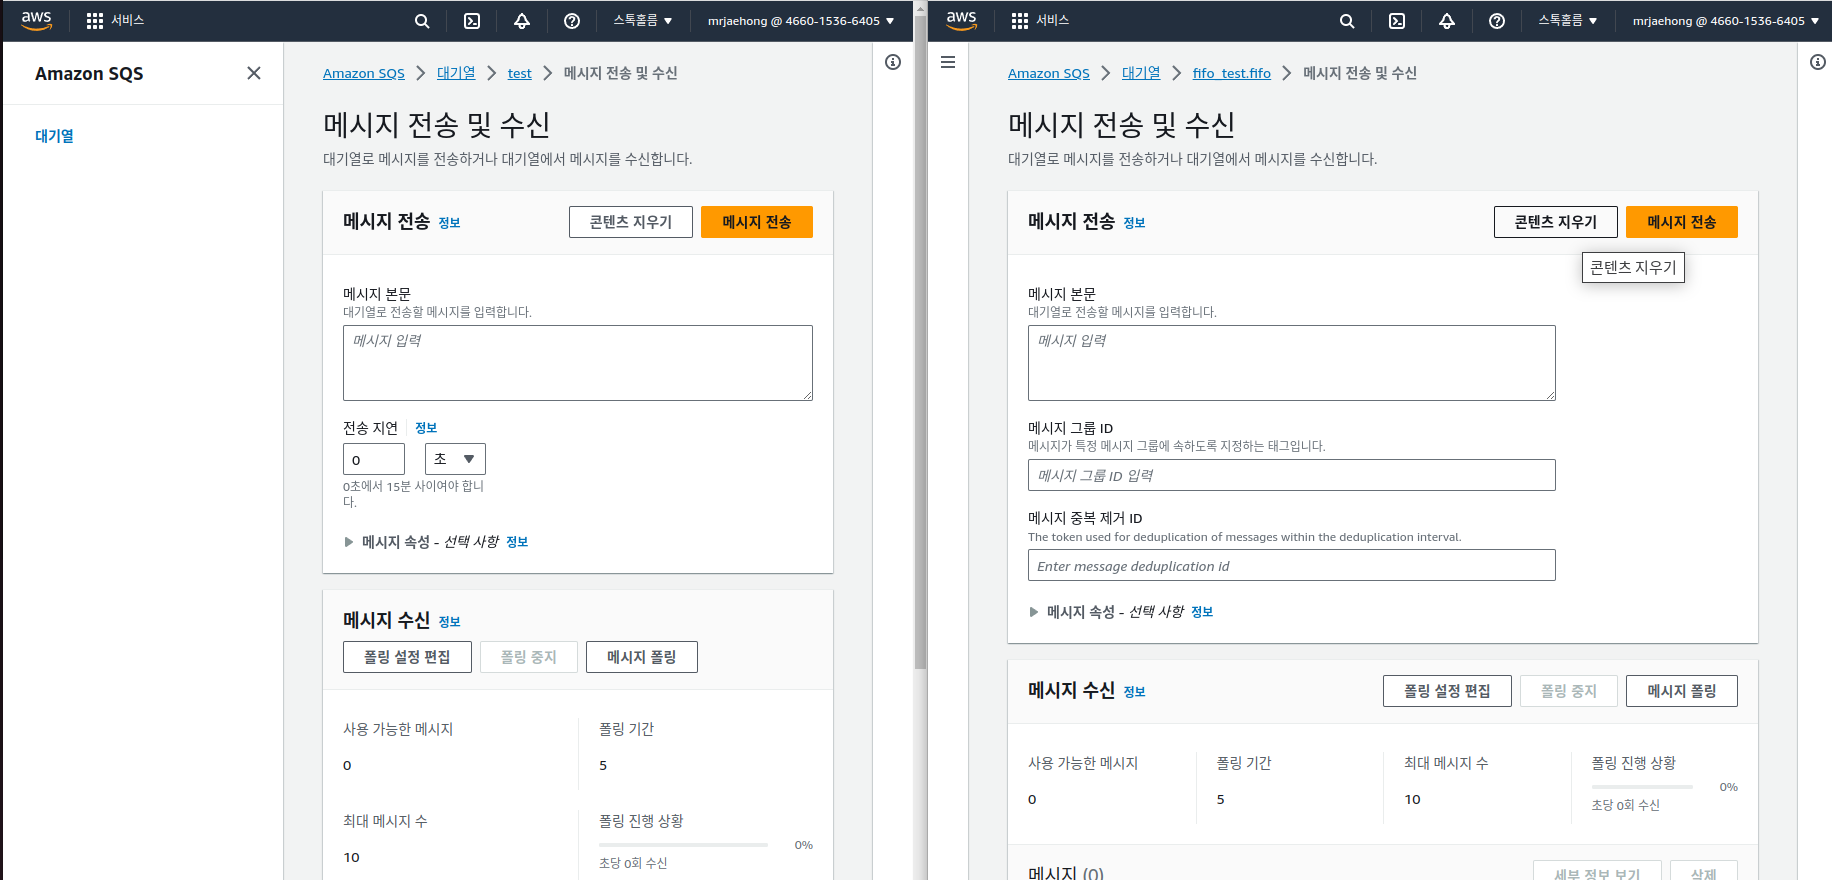 aws 서비스 스톡홀름 mrjaehong @ 4660-1536-6405
Amazon SQS
대기열
Amazon SQS 대기열 test 메시지 전송 및 수신
메시지 전송 및 수신
대기열로 메시지를 전송하거나 대기열에서 메시지를 수신합니다.
메시지 전송 정보 콘텐츠 지우기 메시지 전송
메시지 본문
대기열로 전송할 메시지를 입력합니다.
메시지 입력
전송 지연 정보
0 초
0초에서 15분 사이여야 합니
다.
메시지 속성 - 선택 사항 정보
메시지 수신 정보
폴링 설정 편집 폴링 중지 메시지 폴링
사용 가능한 메시지 폴링 기간
0 5
최대 메시지 수 폴링 진행 상황
10 0%
초당 0회 수신
aws 서비스 스톡홀름 mrjaehong @ 4660-1536-6405
Amazon SQS 대기열 fifo_test.fifo 메시지 전송 및 수신
메시지 전송 및 수신
대기열로 메시지를 전송하거나 대기열에서 메시지를 수신합니다.
메시지 전송 정보 콘텐츠 지우기 메시지 전송
콘텐츠 지우기
메시지 본문
대기열로 전송할 메시지를 입력합니다.
메시지 입력
메시지 그룹 ID
메시지가 특정 메시지 그룹에 속하도록 지정하는 태그입니다.
메시지 그룹 ID 입력
메시지 중복 제거 ID
The token used for deduplication of messages within the deduplication interval.
Enter message deduplication id
메시지 속성 - 선택 사항 정보
메시지 수신 정보 폴링 설정 편집 폴링 중지 메시지 폴링
사용 가능한 메시지 폴링 기간 최대 메시지 수 폴링 진행 상황
0 5 10 0%
초당 0회 수신
메시지 (0) 세부 정보 보기 삭제